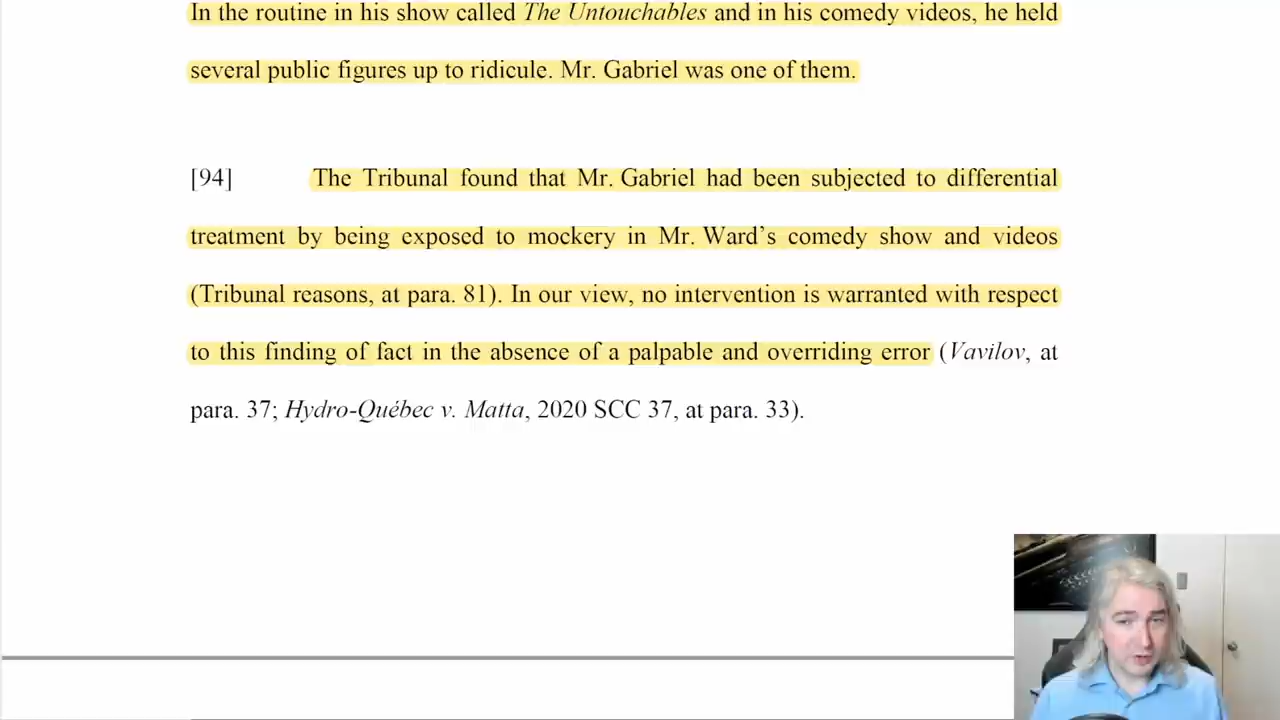 In the routine in his show called The Untouchables and in his comedy videos, he held
several public figures up to ridicule. Mr. Gabriel was one of them.
[94] The Tribunal found that Mr. Gabriel had been subjected to differential
treatment by being exposed to mockery in Mr. Ward’s comedy show and videos
(Tribunal reasons, at para. 81). In our view, no intervention is warranted with respect
to this finding of fact in the absence of a palpable and overriding error (Vavilov, at
para. 37; Hydro-Québec v. Matta, 2020 SCC 37, at para. 33).